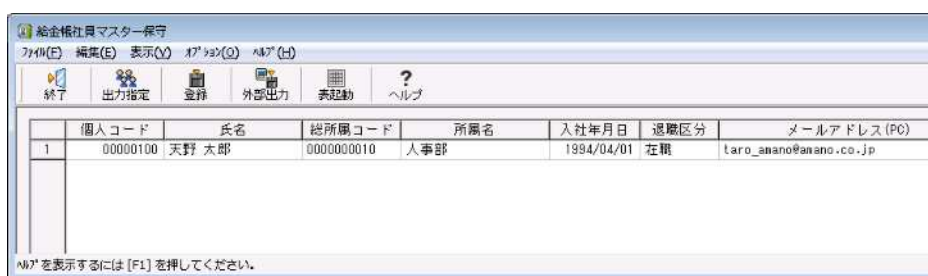 給金帳社員マスター保守
ファイル(F) 編集(E) 表示(V) オプション(O) ヘルプ(H)
終了 出力指定 登録 外部出力 表起動 ヘルプ
個人コード 氏名 総所属コード 所属名 入社年月日 退職区分 メールアドレス(PC)
1 00000100 天野 太郎 0000000010 人事部 1994/04/01 在職 taro_amano@amano.co.jp
ヘルプを表示するには [F1] を押してください。